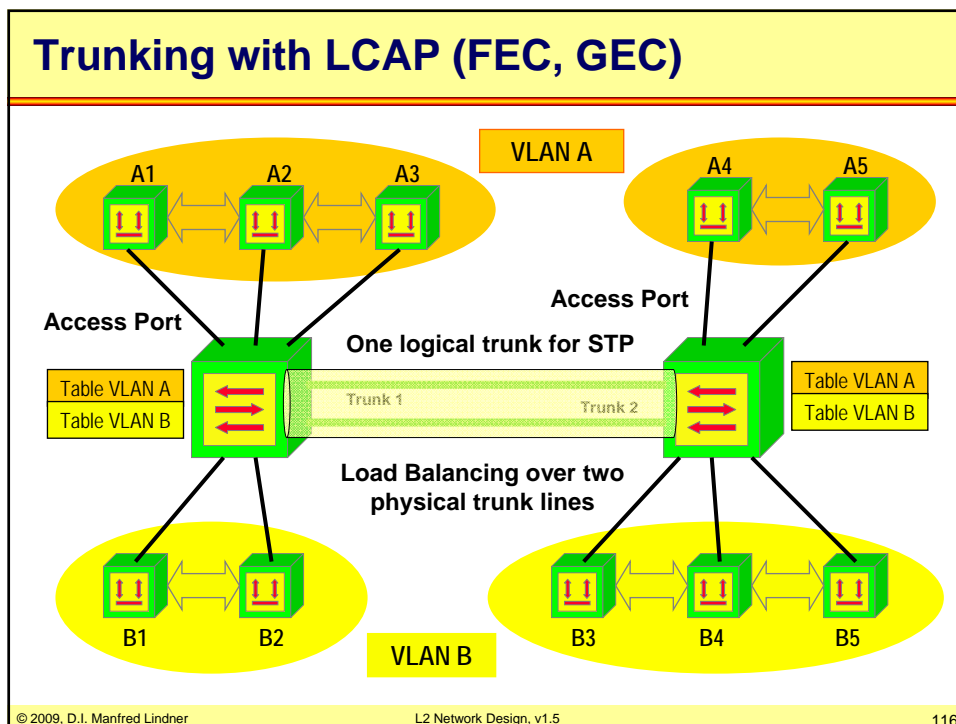 Trunking with LCAP (FEC, GEC)
VLAN A
A1
A2
A3
A4
A5
Access Port
Access Port
One logical trunk for STP
Table VLAN A
Table VLAN B
Trunk 1
Trunk 2
Table VLAN A
Table VLAN B
Load Balancing over two
physical trunk lines
B1
B2
B3
B4
B5
VLAN B
© 2009, D.I. Manfred Lindner
L2 Network Design, v1.5
116